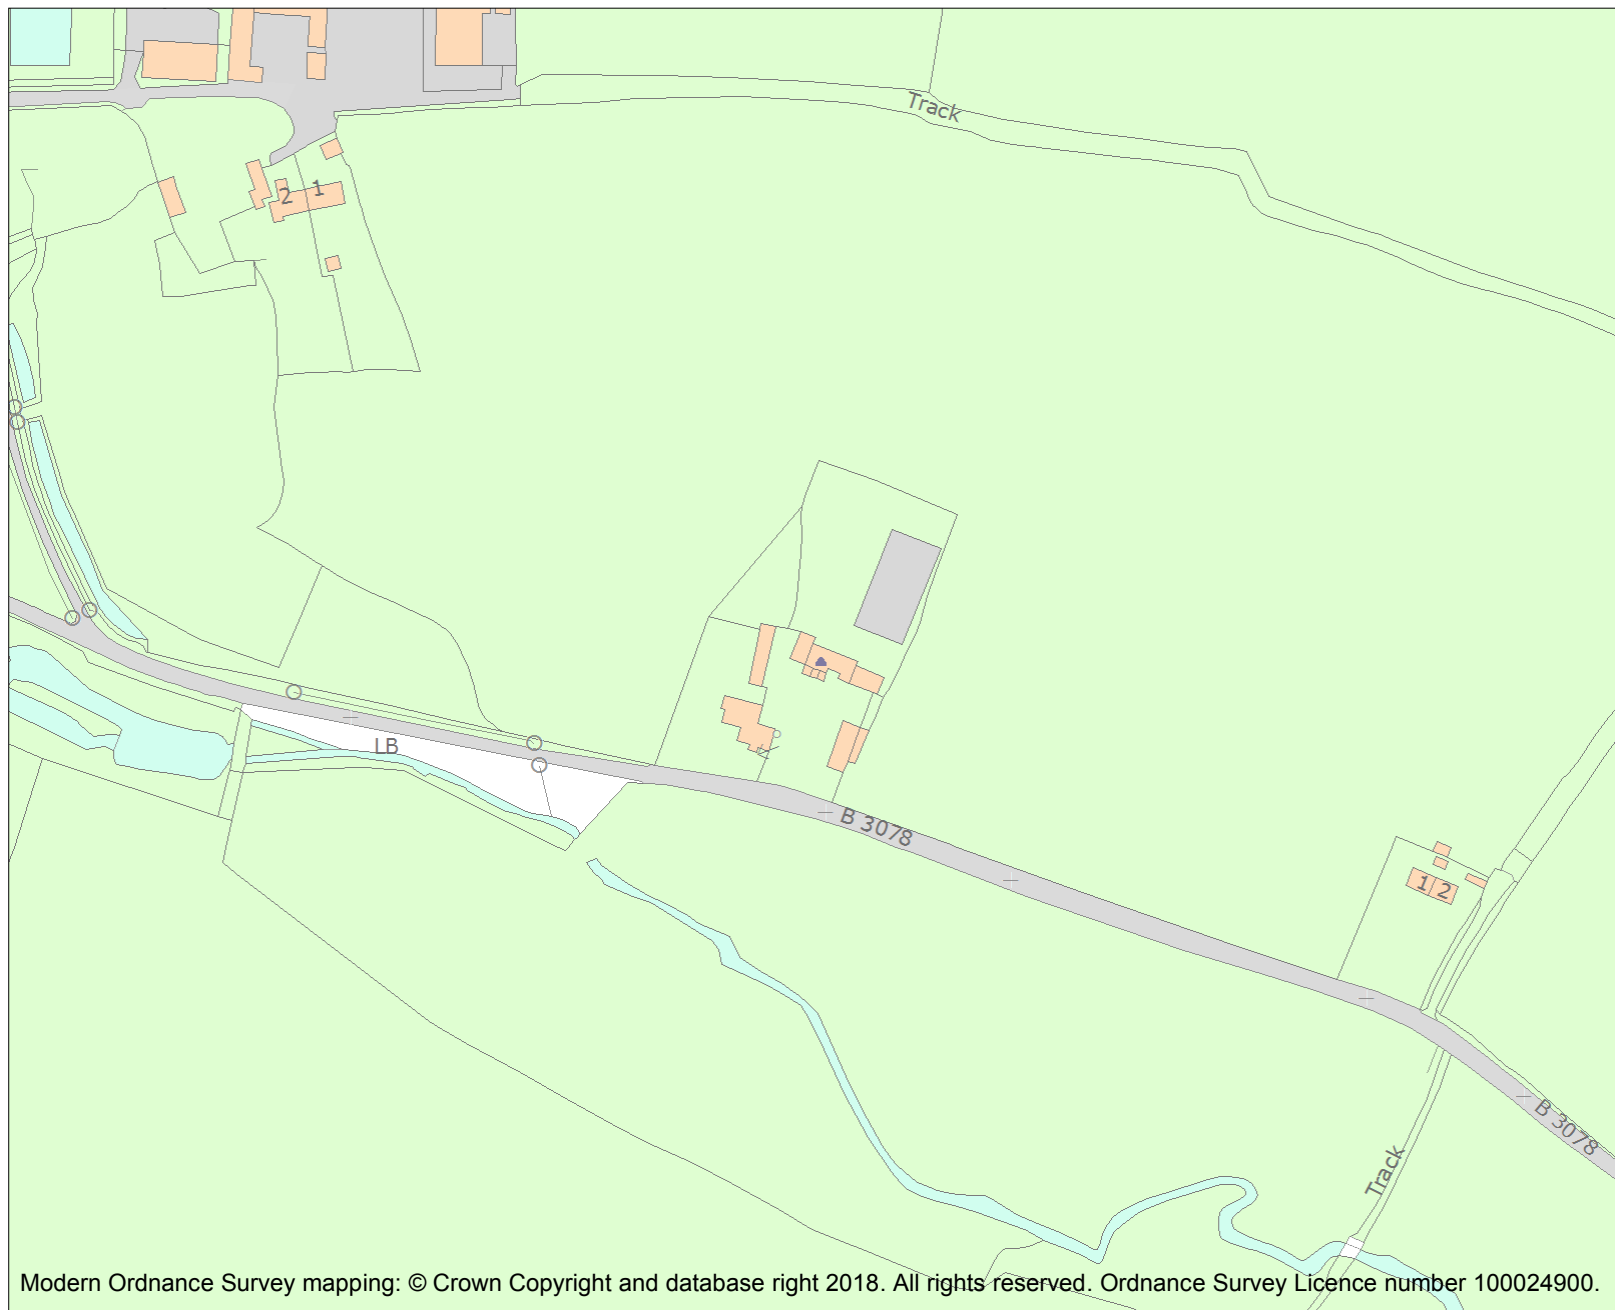 Track
2
1
LB
B 3078
1
2
B 3078
Track
Modern Ordnance Survey mapping: © Crown Copyright and database right 2018. All rights reserved. Ordnance Survey Licence number 100024900.